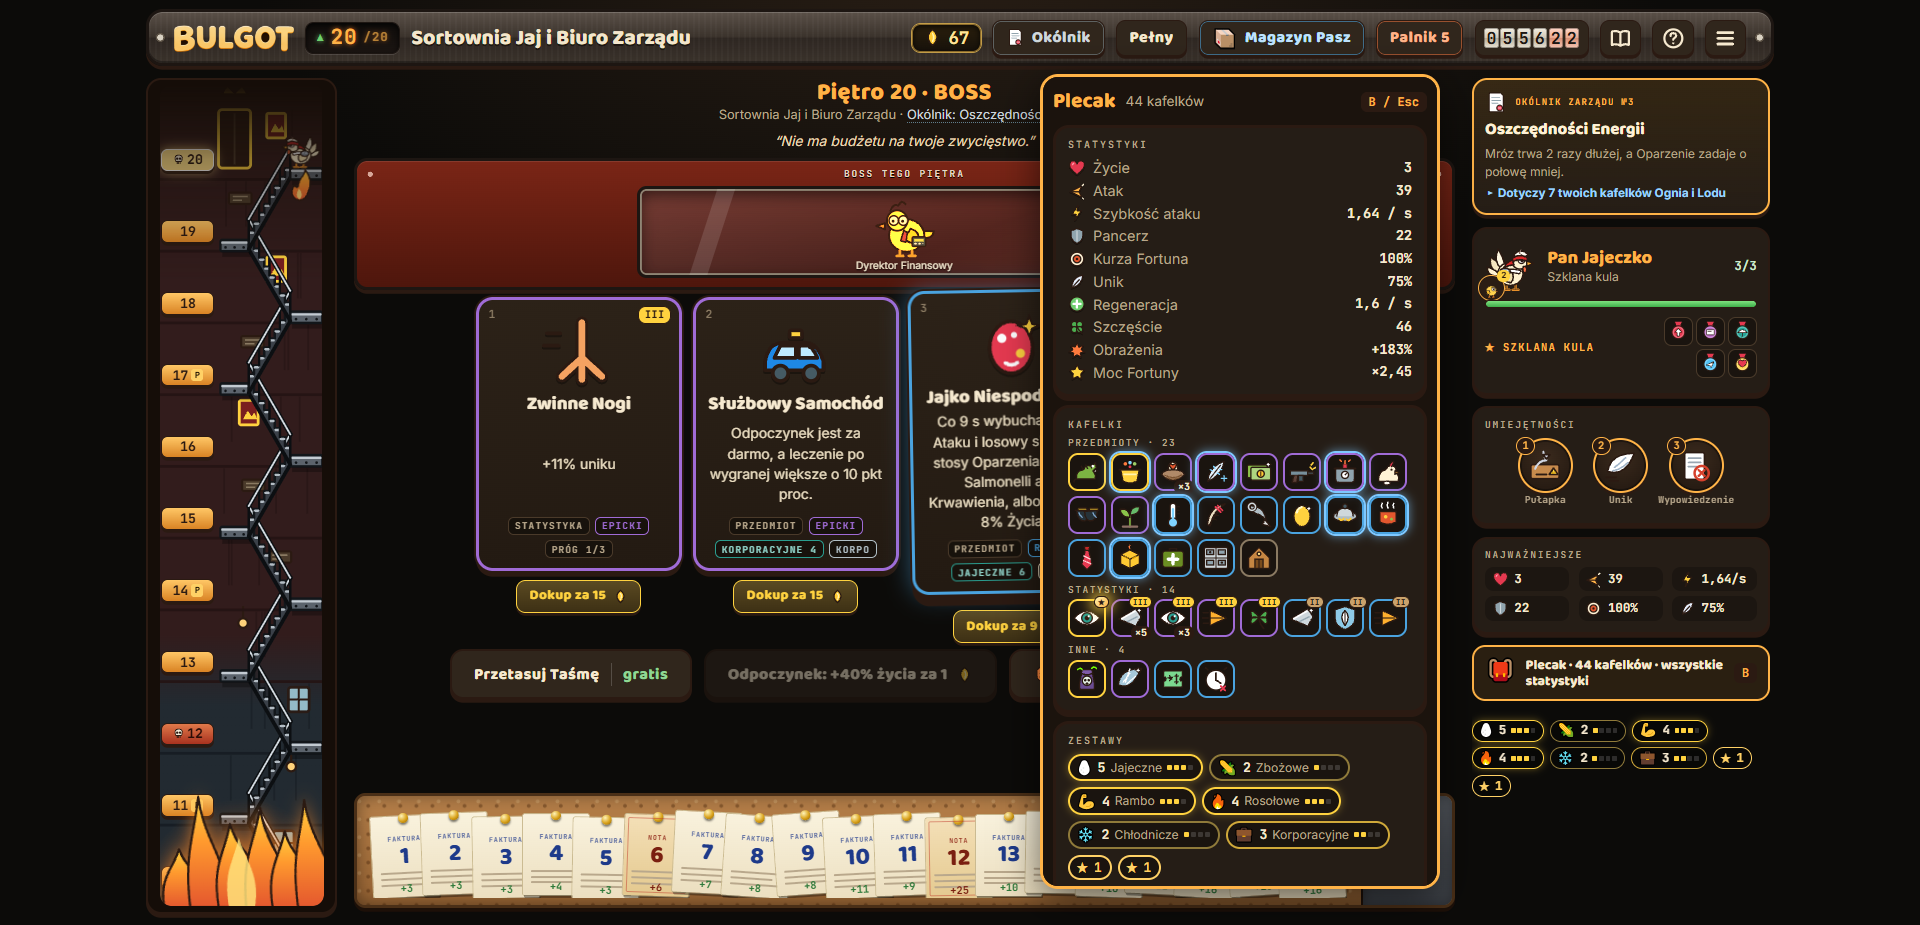 BULGOT
20 /20
Sortownia Jaj i Biuro Zarządu
67
Okólnik
Pełny
Magazyn Pasz
Palnik 5
055622
20
19
18
17 P
16
15
14 P
13
12
11
Piętro 20 · BOSS
Sortownia Jaj i Biuro Zarządu · Okólnik: Oszczędnośc
“Nie ma budżetu na twoje zwycięstwo.”
BOSS TEGO PIĘTRA
Dyrektor Finansowy
1
III
Zwinne Nogi
+11% uniku
STATYSTYKA EPICKI
PRÓG 1/3
Dokup za 15
2
Służbowy Samochód
Odpoczynek jest za
darmo, a leczenie po
wygranej większe o 10 pkt
proc.
PRZEDMIOT EPICKI
KORPORACYJNE 4 KORPO
Dokup za 15
3
Jajko Niespod
Co 9 s wybucha
Ataku i losowy s
stosy Oparzenia
Salmonelli a
Krwawienia, albo
8% Życia
PRZEDMIOT
JAJECZNE 6
Dokup za 9
Przetasuj Taśmę gratis
Odpoczynek: +40% życia za 1
FAKTURA 1 +3
FAKTURA 2 +3
FAKTURA 3 +3
FAKTURA 4 +4
FAKTURA 5 +3
NOTA 6 +6
FAKTURA 7 +7
FAKTURA 8 +8
FAKTURA 9 +8
FAKTURA 10 +11
FAKTURA 11 +9
NOTA 12 +25
FAKTURA 13 +10
Plecak 44 kafelków
B / Esc
STATYSTYKI
Życie 3
Atak 39
Szybkość ataku 1,64 / s
Pancerz 22
Kurza Fortuna 100%
Unik 75%
Regeneracja 1,6 / s
Szczęście 46
Obrażenia +183%
Moc Fortuny ×2,45
KAFELKI
PRZEDMIOTY · 23
×3
STATYSTYKI · 14
III III III III II II II
×5 ×3
INNE · 4
ZESTAWY
5 Jajeczne
2 Zbożowe
4 Rambo
4 Rosołowe
2 Chłodnicze
3 Korporacyjne
★ 1
★ 1
OKÓLNIK ZARZĄDU №3
Oszczędności Energii
Mróz trwa 2 razy dłużej, a Oparzenie zadaje o
połowę mniej.
Dotyczy 7 twoich kafelków Ognia i Lodu
Pan Jajeczko
Szklana kula
3/3
2
★ SZKLANA KULA
UMIEJĘTNOŚCI
1 2 3
Pułapka Unik Wypowiedzenie
NAJWAŻNIEJSZE
3 39 1,64/s
22 100% 75%
Plecak · 44 kafelków · wszystkie
statystyki
B
5 2 4
4 2 3 ★ 1
★ 1